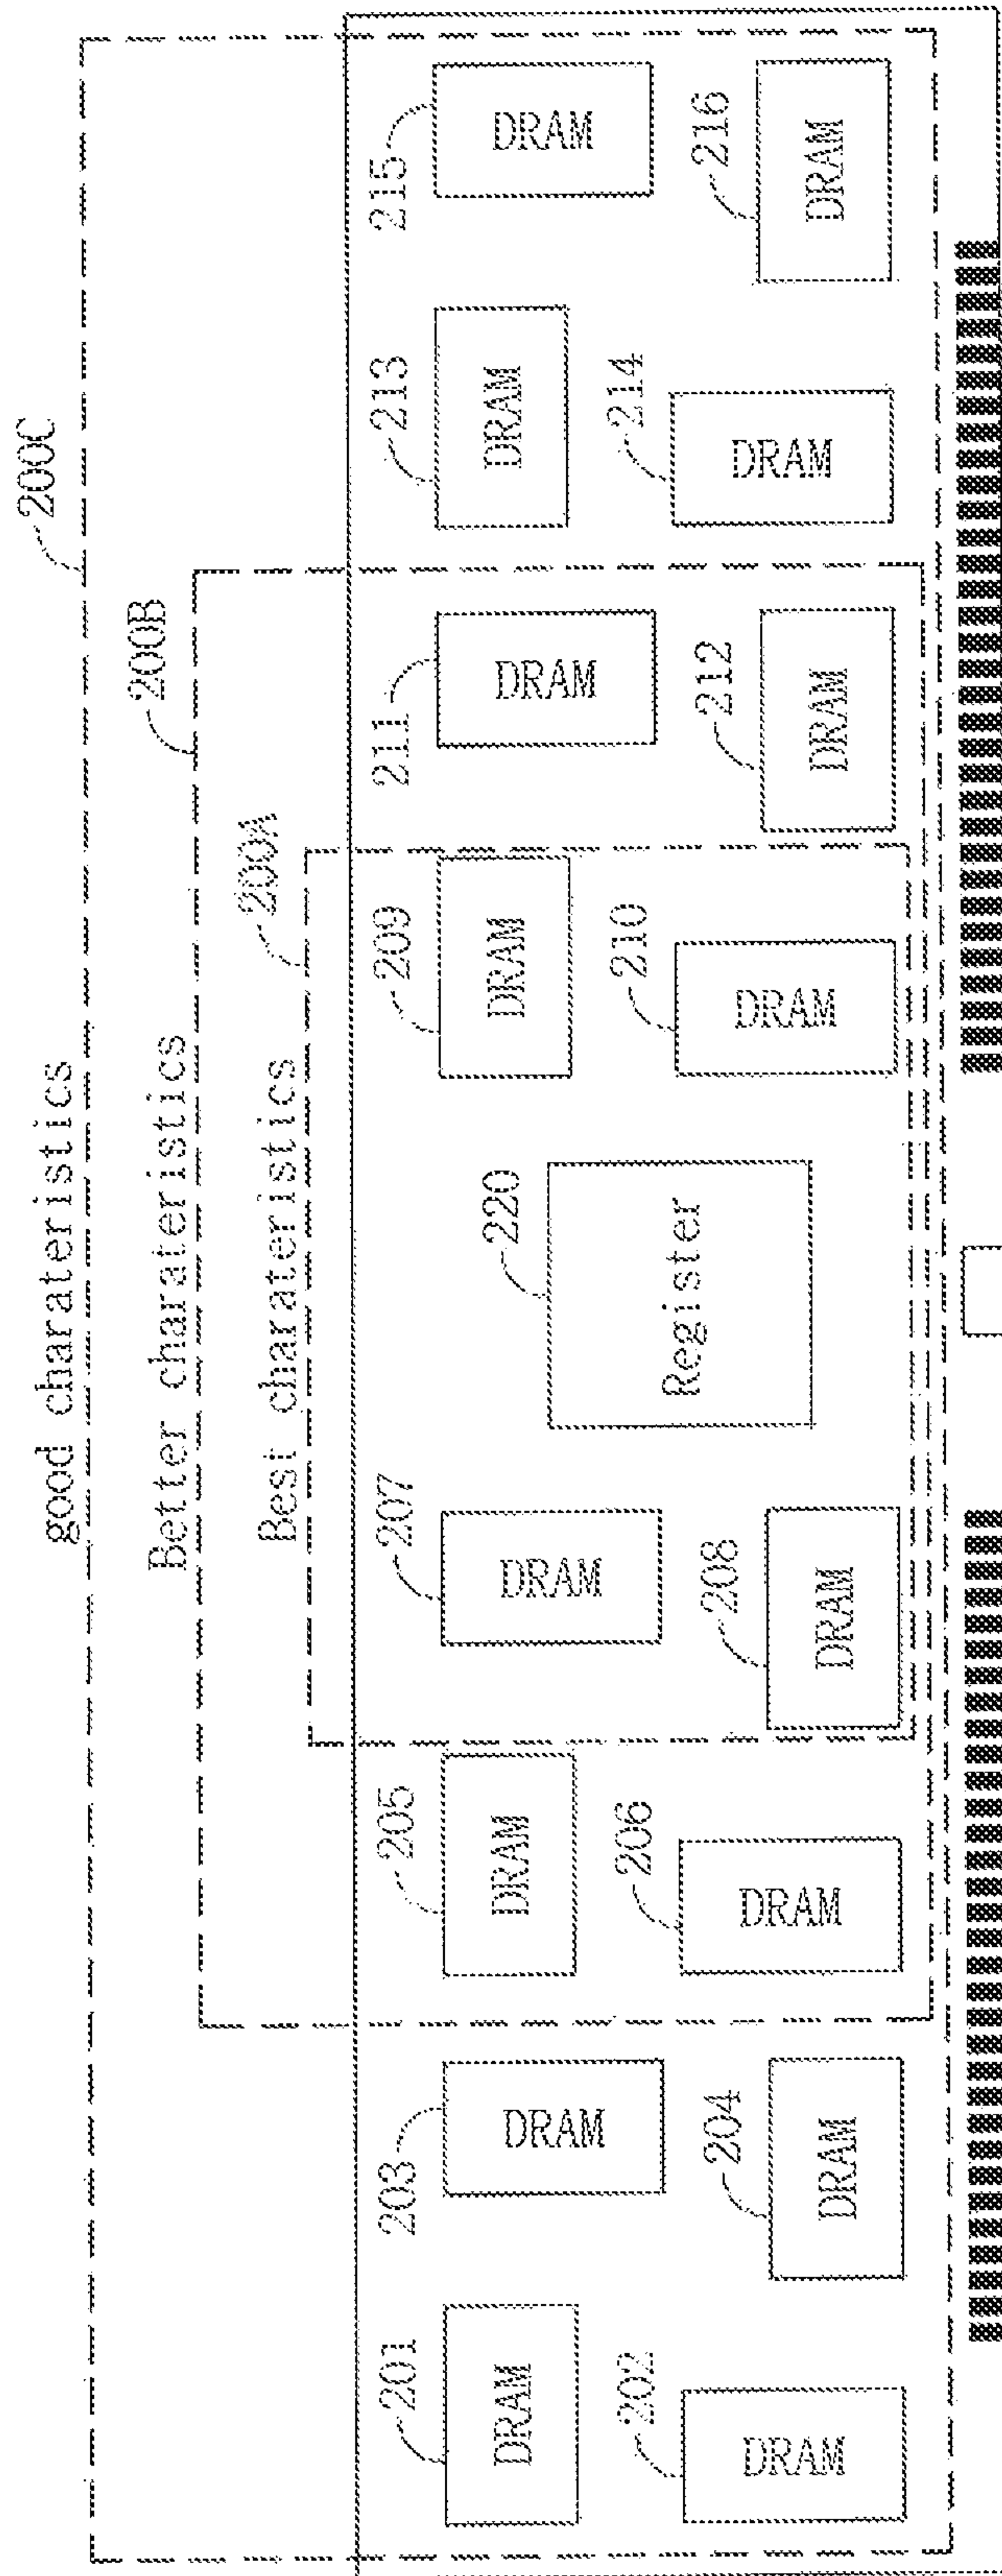 200C
good charateristics
200B
Better charateristics
200A
Best charateristics
201
DRAM
203
DRAM
205
DRAM
207
DRAM
209
DRAM
211
DRAM
213
DRAM
215
DRAM
220
Register
202
DRAM
204
DRAM
206
DRAM
208
DRAM
210
DRAM
212
DRAM
214
DRAM
216
DRAM